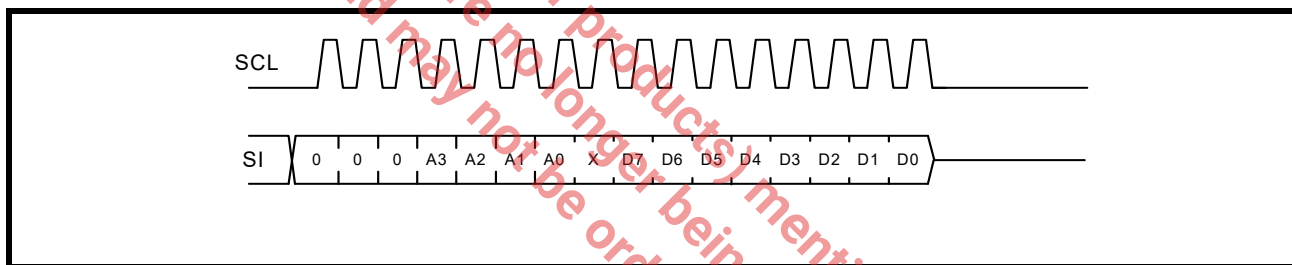 SCL
SI 0 0 0 A3 A2 A1 A0 X D7 D6 D5 D4 D3 D2 D1 D0
products) menti
e no longer bein
d may not be ord